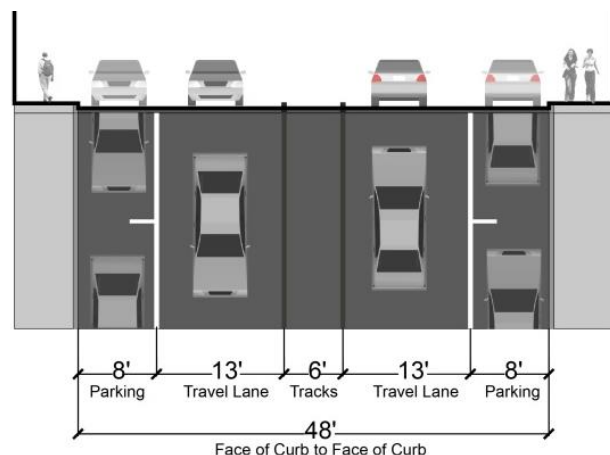 8' 13' 6' 13' 8'
Parking Travel Lane Tracks Travel Lane Parking
48'
Face of Curb to Face of Curb